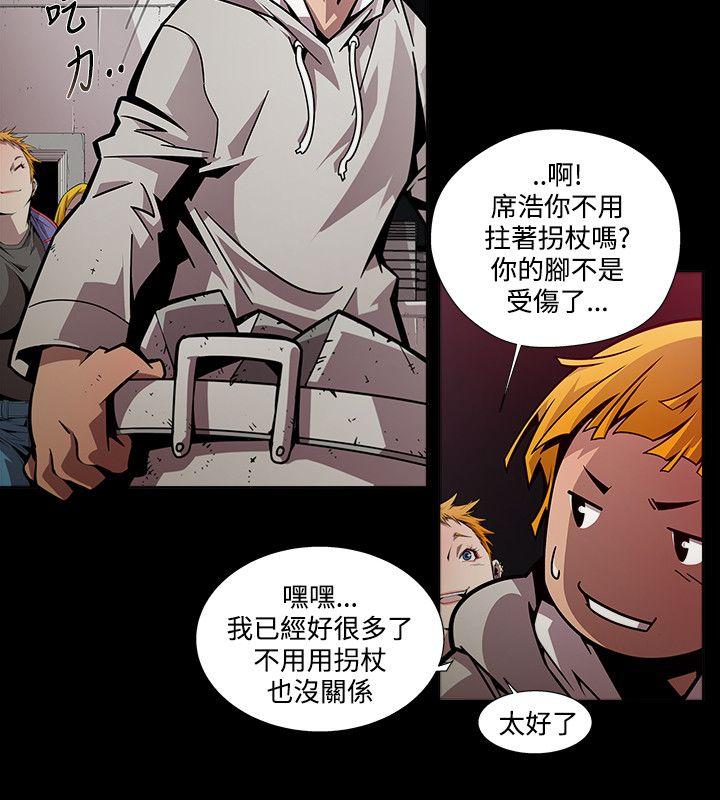 吃
力..
..啊!
席浩你不用
拄著拐杖嗎?
你的腳不是
受傷了...
嘿嘿...
我已經好很多了
不用用拐杖
也沒關係
太好了